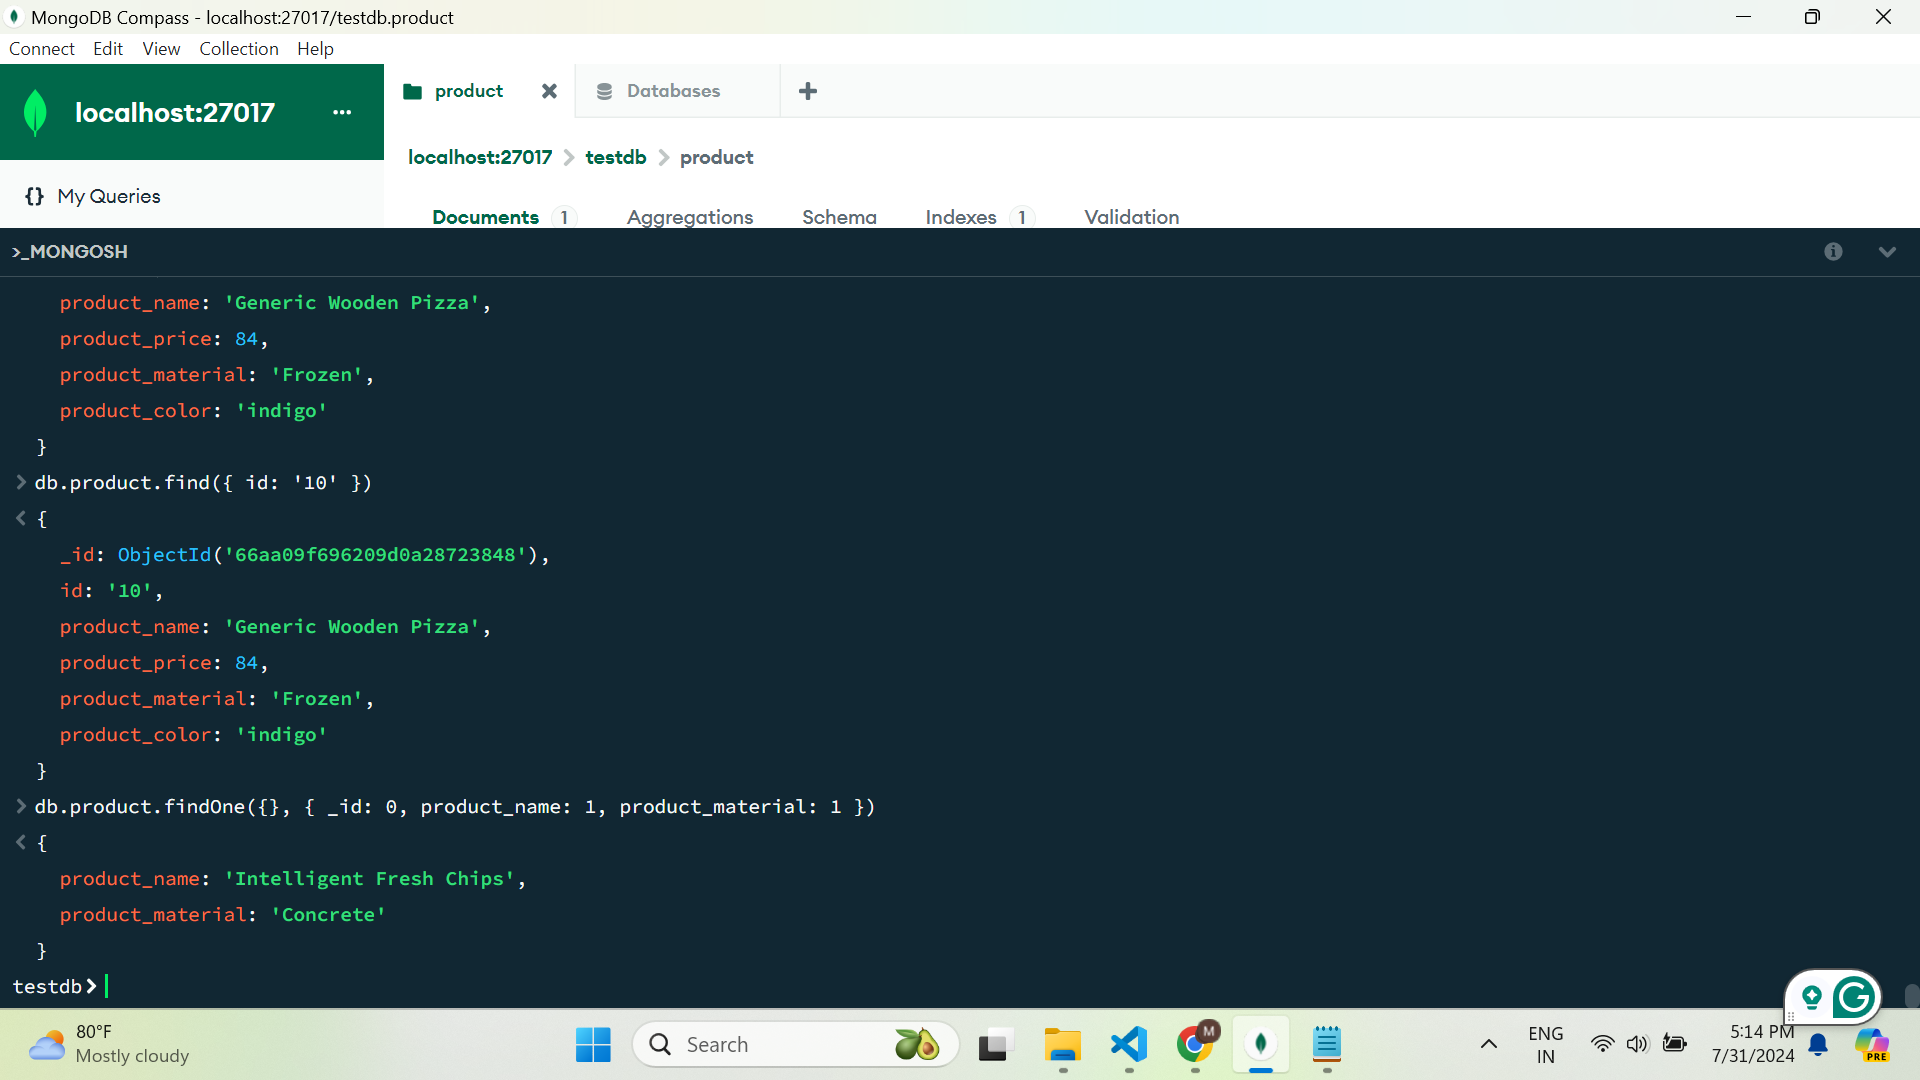 MongoDB Compass - localhost:27017/testdb.product
Connect Edit View Collection Help
localhost:27017 ...
product Databases
localhost:27017 testdb product
{} My Queries
Documents 1 Aggregations Schema Indexes 1 Validation
>_MONGOSH
product_name: 'Generic Wooden Pizza',
product_price: 84,
product_material: 'Frozen',
product_color: 'indigo'
}
> db.product.find({ id: '10' })
< {
_id: ObjectId('66aa09f696209d0a28723848'),
id: '10',
product_name: 'Generic Wooden Pizza',
product_price: 84,
product_material: 'Frozen',
product_color: 'indigo'
}
> db.product.findOne({}, { _id: 0, product_name: 1, product_material: 1 })
< {
product_name: 'Intelligent Fresh Chips',
product_material: 'Concrete'
}
testdb>
80°F
Mostly cloudy
Search
M
ENG
IN
5:14 PM
7/31/2024
PRE